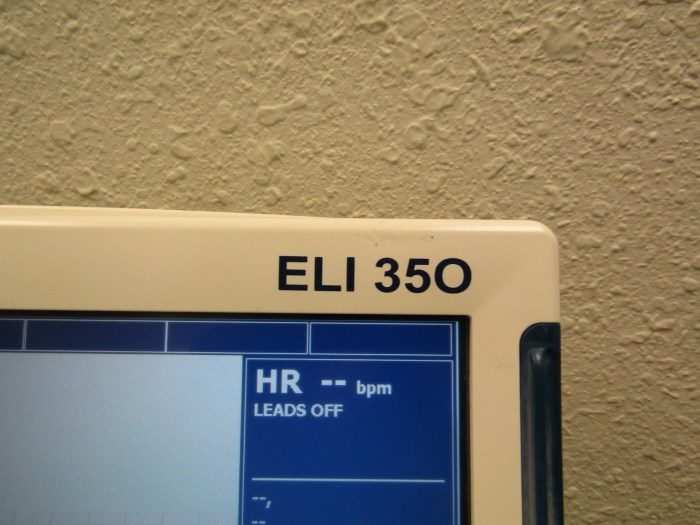 ELI 350
HR -- bpm
LEADS OFF
--,
--